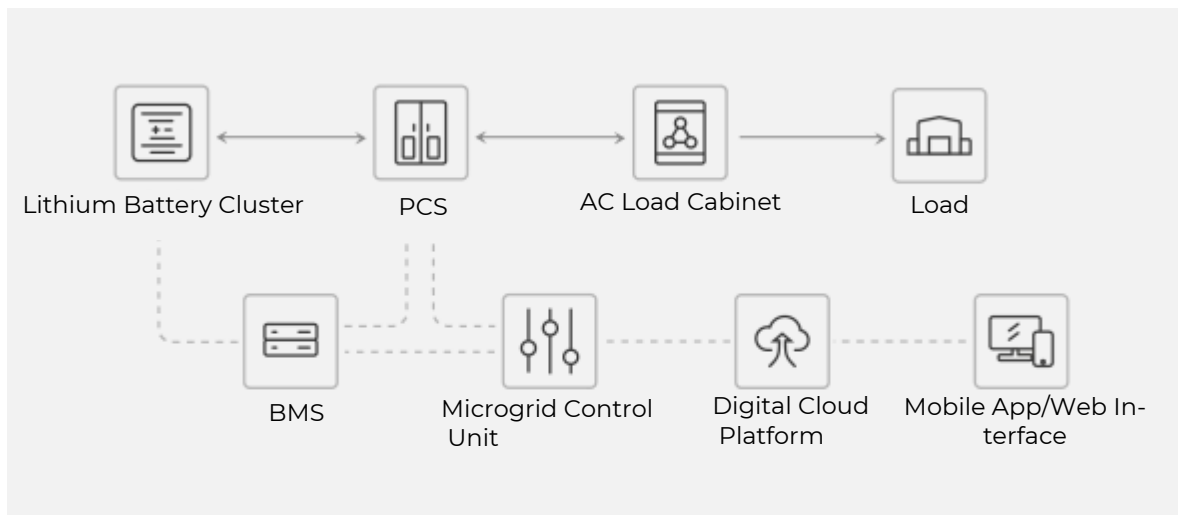 Lithium Battery Cluster
PCS
AC Load Cabinet
Load
BMS
Microgrid Control
Unit
Digital Cloud
Platform
Mobile App/Web In-
terface